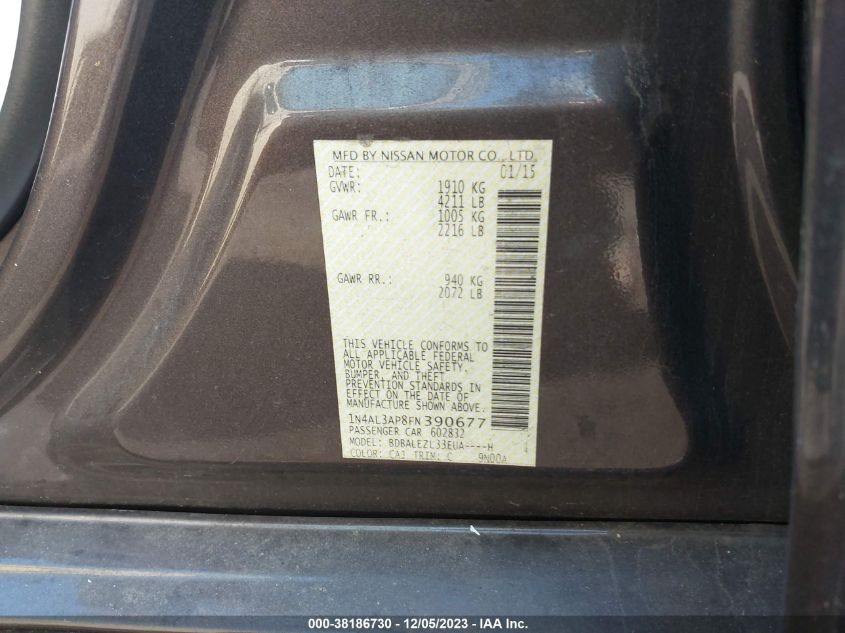 MFD BY NISSAN MOTOR CO., LTD.
DATE: 01/15
GVWR: 1910 KG
4211 LB
GAWR FR.: 1005 KG
2216 LB
GAWR RR.: 940 KG
2072 LB
THIS VEHICLE CONFORMS TO
ALL APPLICABLE FEDERAL
MOTOR VEHICLE SAFETY,
BUMPER, AND THEFT
PREVENTION STANDARDS IN
EFFECT ON THE DATE OF
MANUFACTURE SHOWN ABOVE.
1N4AL3AP8FN390677
PASSENGER CAR 602832
MODEL: BDBALEZL33EUA----H 1
COLOR: CAJ TRIM: C 9N00A
000-38186730 - 12/05/2023 - IAA Inc.